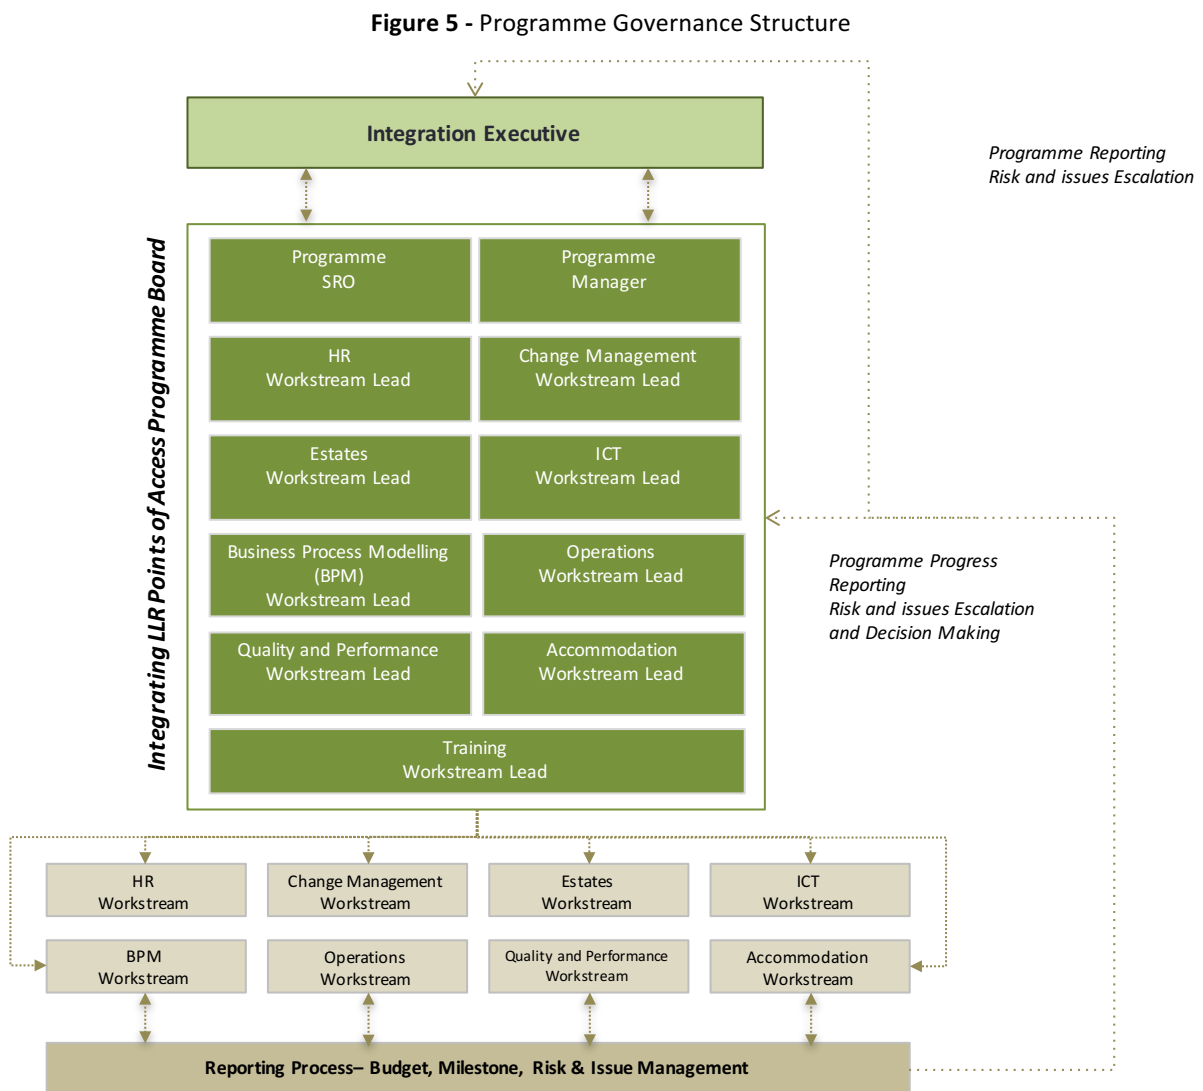 Figure 5 - Programme Governance Structure
Integration Executive
Programme Reporting
Risk and issues Escalation
Integrating LLR Points of Access Programme Board
Programme
SRO
Programme
Manager
HR
Workstream Lead
Change Management
Workstream Lead
Estates
Workstream Lead
ICT
Workstream Lead
Business Process Modelling
(BPM)
Workstream Lead
Operations
Workstream Lead
Programme Progress
Reporting
Risk and issues Escalation
and Decision Making
Quality and Performance
Workstream Lead
Accommodation
Workstream Lead
Training
Workstream Lead
HR
Workstream
Change Management
Workstream
Estates
Workstream
ICT
Workstream
BPM
Workstream
Operations
Workstream
Quality and Performance
Workstream
Accommodation
Workstream
Reporting Process– Budget, Milestone, Risk & Issue Management